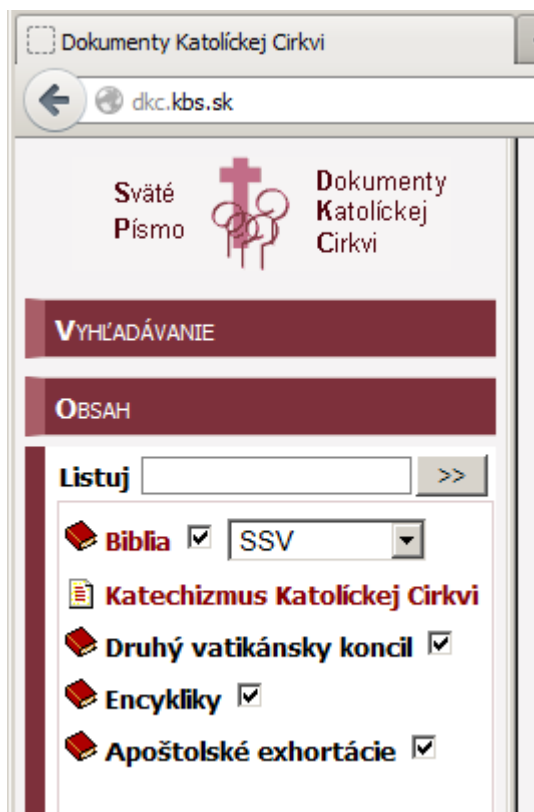 Dokumenty Katolíckej Cirkvi
dkc.kbs.sk
Sväté
Písmo
Dokumenty
Katolíckej
Cirkvi
VYHĽADÁVANIE
OBSAH
Listuj >>
Biblia SSV
Katechizmus Katolíckej Cirkvi
Druhý vatikánsky koncil
Encykliky
Apoštolské exhortácie